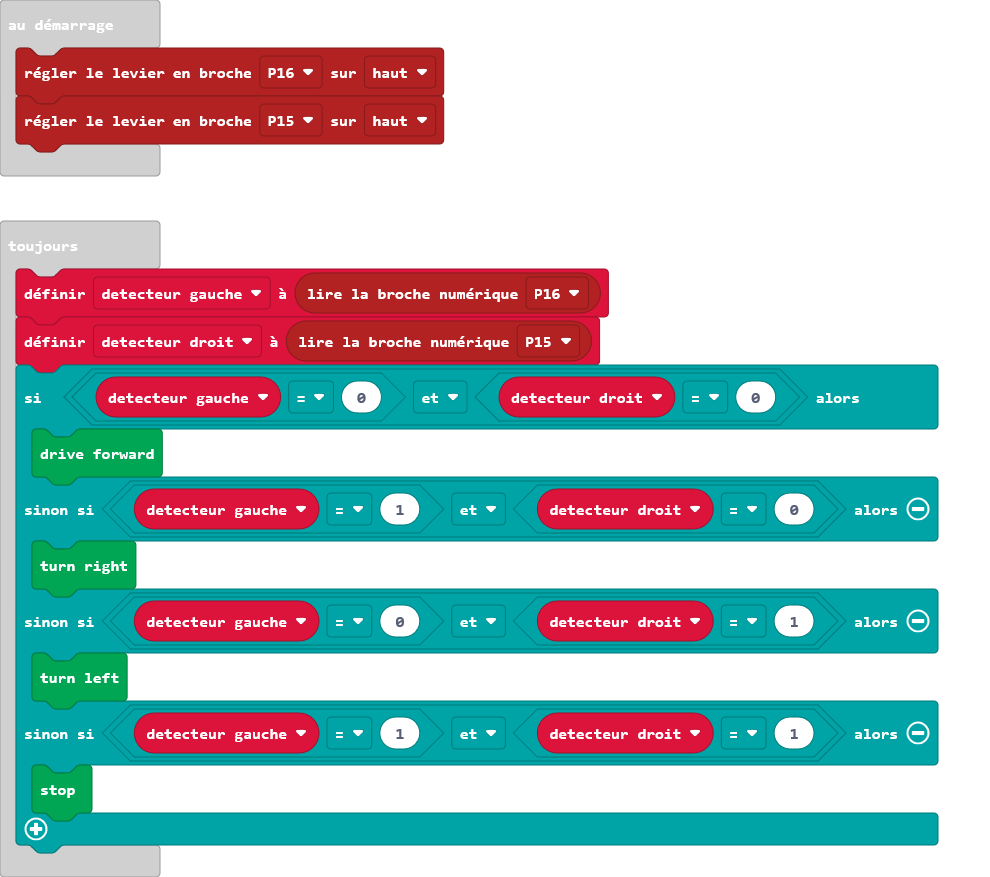 au démarrage
régler le levier en broche P16 sur haut
régler le levier en broche P15 sur haut
toujours
définir detecteur gauche à lire la broche numérique P16
définir detecteur droit à lire la broche numérique P15
si detecteur gauche = 0 et detecteur droit = 0 alors
drive forward
sinon si detecteur gauche = 1 et detecteur droit = 0 alors
turn right
sinon si detecteur gauche = 0 et detecteur droit = 1 alors
turn left
sinon si detecteur gauche = 1 et detecteur droit = 1 alors
stop